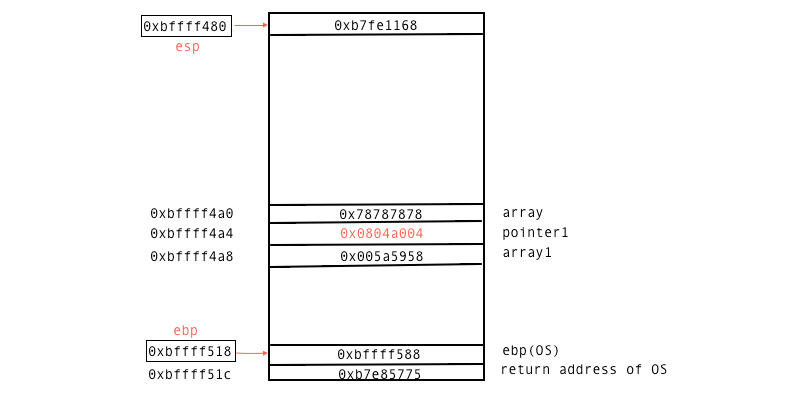 0xbffff480 0xb7fe1168
esp
0xbffff4a0 0x78787878 array
0xbffff4a4 0x0804a004 pointer1
0xbffff4a8 0x005a5958 array1
ebp
0xbffff518 0xbffff588 ebp(OS)
0xbffff51c 0xb7e85775 return address of OS